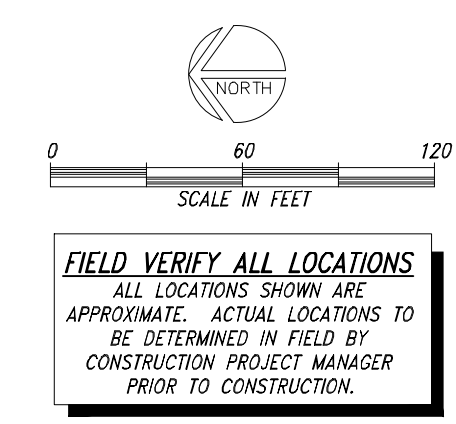 NORTH
0 60 120
SCALE IN FEET
FIELD VERIFY ALL LOCATIONS
ALL LOCATIONS SHOWN ARE
APPROXIMATE. ACTUAL LOCATIONS TO
BE DETERMINED IN FIELD BY
CONSTRUCTION PROJECT MANAGER
PRIOR TO CONSTRUCTION.